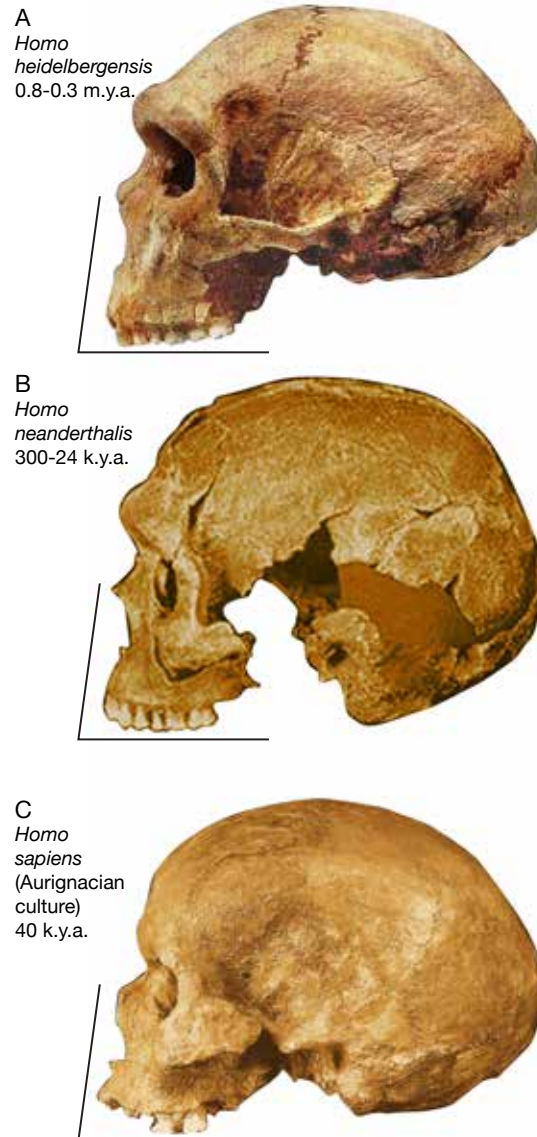 A
Homo
heidelbergensis
0.8-0.3 m.y.a.
B
Homo
neanderthalis
300-24 k.y.a.
C
Homo
sapiens
(Aurignacian
culture)
40 k.y.a.